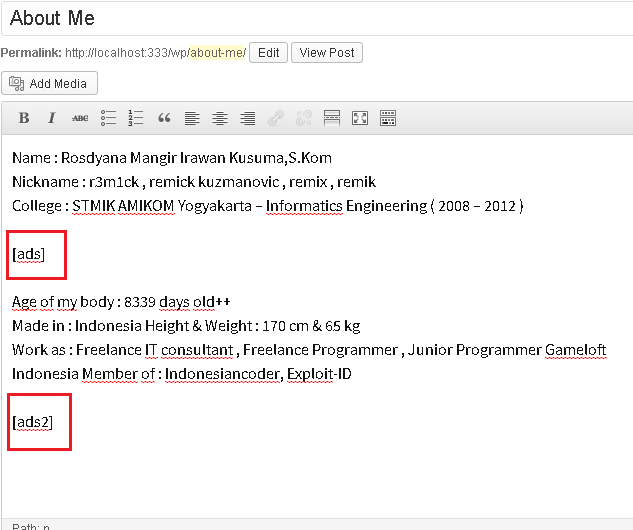 About Me
Permalink: http://localhost:333/wp/about-me/ Edit View Post
Add Media
B I ABC
Name : Rosdyana Mangir Irawan Kusuma,S.Kom
Nickname : r3m1ck , remick kuzmanovic , remix , remik
College : STMIK AMIKOM Yogyakarta – Informatics Engineering ( 2008 – 2012 )
[ads]
Age of my body : 8339 days old++
Made in : Indonesia Height & Weight : 170 cm & 65 kg
Work as : Freelance IT consultant , Freelance Programmer , Junior Programmer Gameloft
Indonesia Member of : Indonesiancoder, Exploit-ID
[ads2]
Path: p